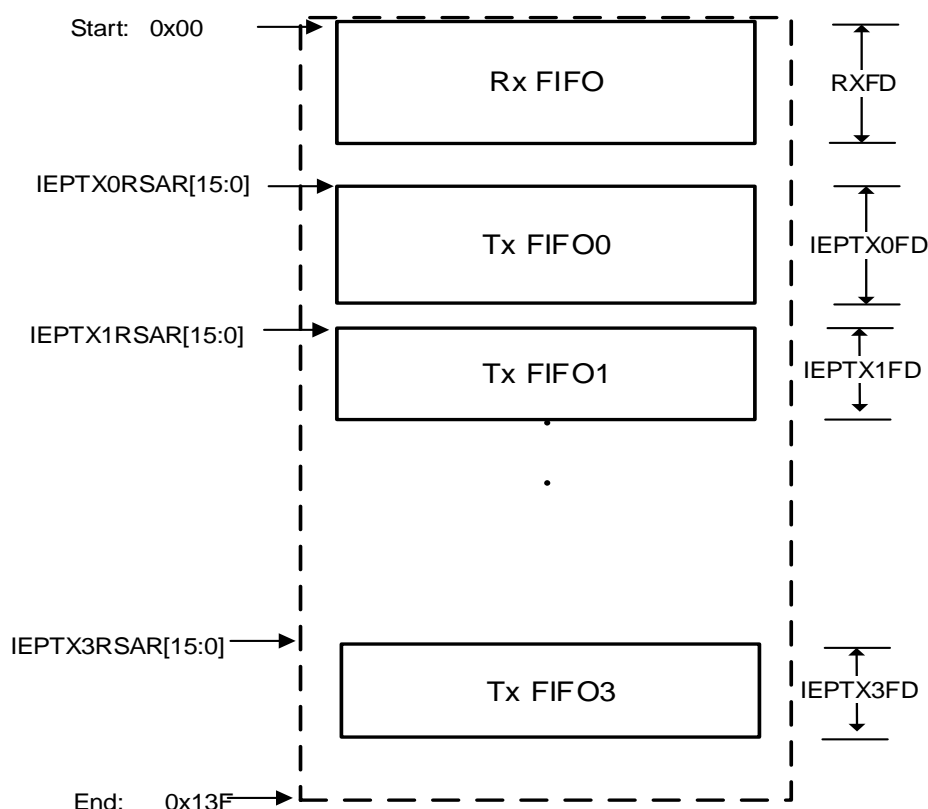 Start: 0x00
Rx FIFO
RXFD
IEPTX0RSAR[15:0]
Tx FIFO0
IEPTX0FD
IEPTX1RSAR[15:0]
Tx FIFO1
IEPTX1FD
IEPTX3RSAR[15:0]
Tx FIFO3
IEPTX3FD
End: 0x13F